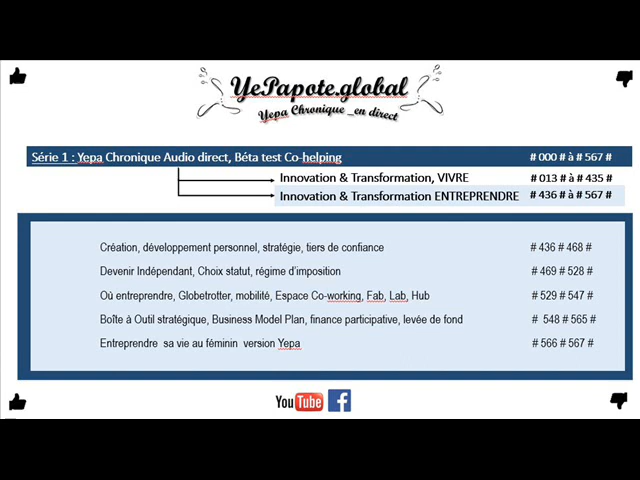 YePapote.global
Yepa Chronique _en direct
Série 1 : Yepa Chronique Audio direct, Béta test Co-helping # 000 # à # 567 #
Innovation & Transformation, VIVRE # 013 # à # 435 #
Innovation & Transformation ENTREPRENDRE # 436 # à # 567 #
Création, développement personnel, stratégie, tiers de confiance # 436 # 468 #
Devenir Indépendant, Choix statut, régime d'imposition # 469 # 528 #
Où entreprendre, Globetrotter, mobilité, Espace Co-working, Fab, Lab, Hub # 529 # 547 #
Boîte à Outil stratégique, Business Model Plan, finance participative, levée de fond # 548 # 565 #
Entreprendre sa vie au féminin version Yepa # 566 # 567 #
YouTube f